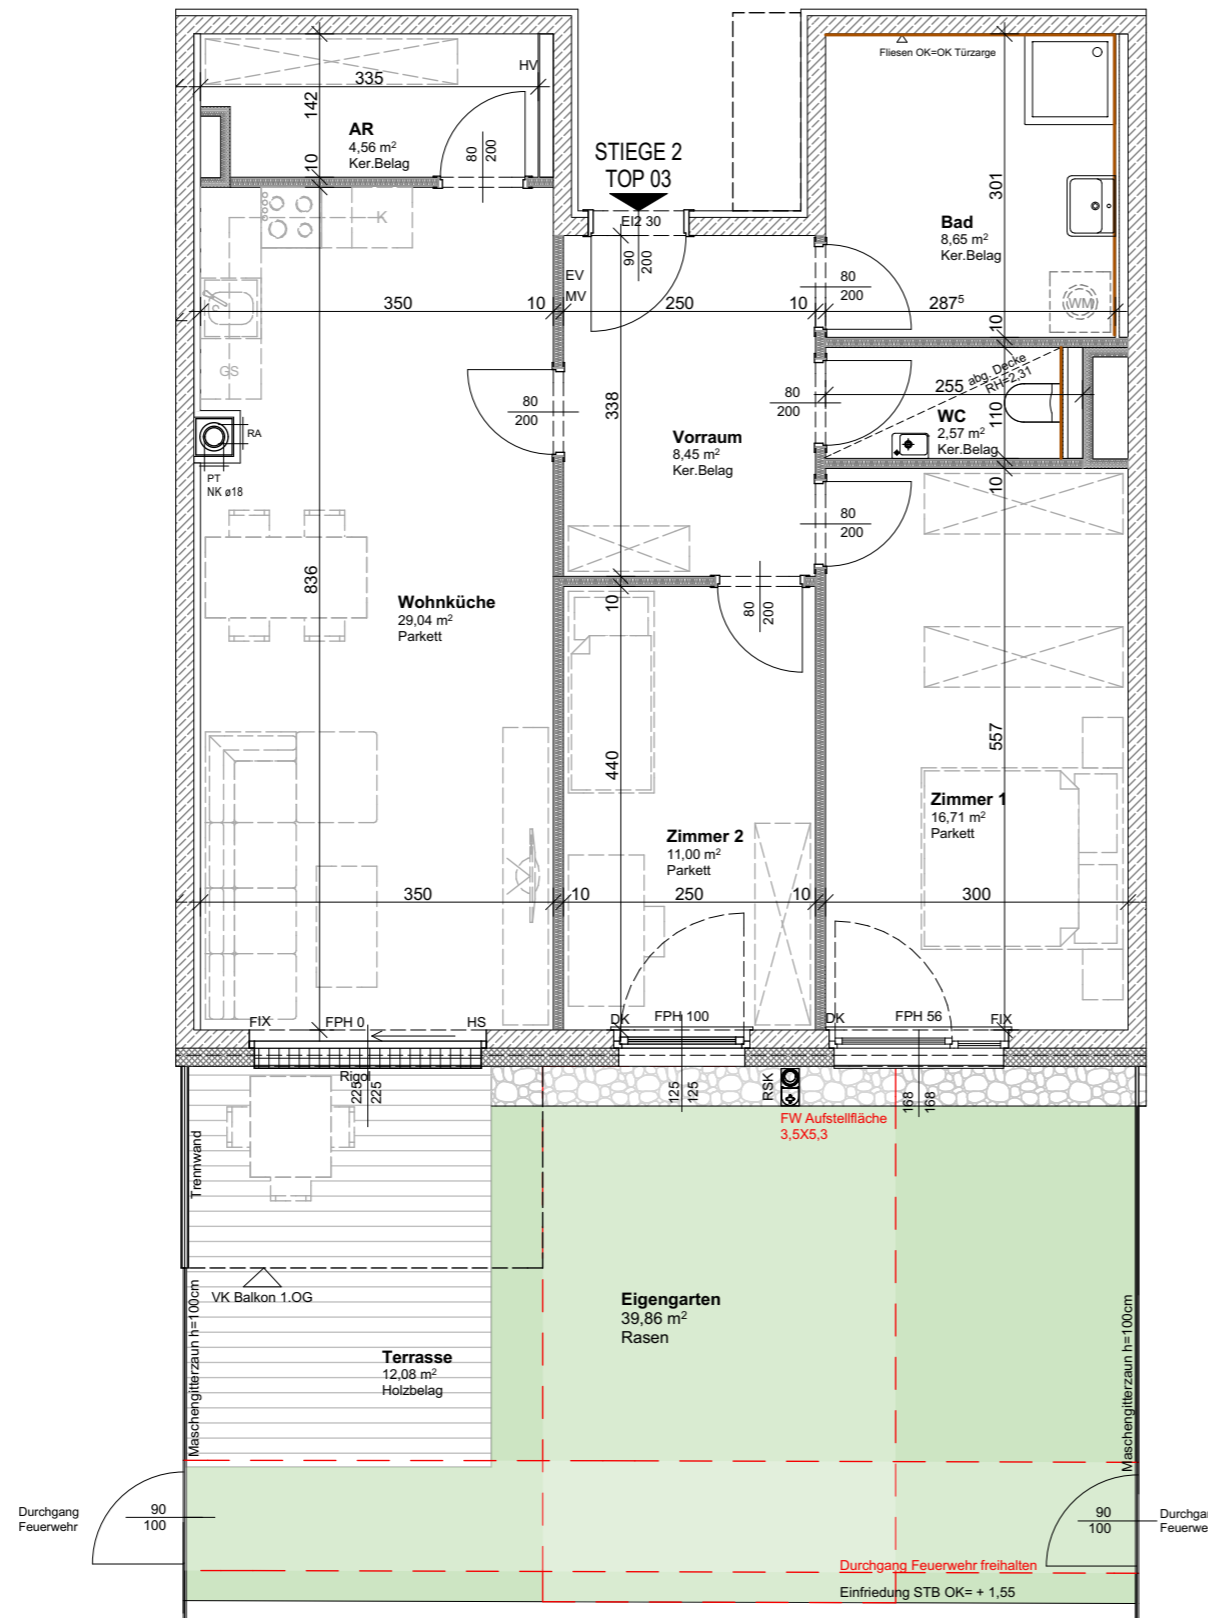 Fliesen OK=OK Türzarge
HV
335
142
AR
4,56 m²
Ker.Belag
10
80
200
STIEGE 2
TOP 03
EI2 30
90
200
301
Bad
8,65 m²
Ker.Belag
K
EV
MV
80
200
350
10
250
10
287⁵
WM
S
10
GS
abg. Decke
RH=2,31
255
110
80
200
80
200
338
WC
2,57 m²
Ker.Belag
RA
Vorraum
8,45 m²
Ker.Belag
PT
NK ø18
10
80
200
836
Wohnküche
29,04 m²
Parkett
10
80
200
440
557
Zimmer 1
16,71 m²
Parkett
Zimmer 2
11,00 m²
Parkett
350
10
250
10
300
FIX
FPH 0
HS
DK
FPH 100
DK
FPH 56
FIX
Rigol
225
225
125
125
RSK
168
168
FW Aufstellfläche
3,5X5,3
Trennwand
VK Balkon 1.OG
Maschengitterzaun h=100cm
Eigengarten
39,86 m²
Rasen
Maschengitterzaun h=100cm
Terrasse
12,08 m²
Holzbelag
Durchgang
Feuerwehr
90
100
90
100
Durchga
Feuerwe
Durchgang Feuerwehr freihalten
Einfriedung STB OK= + 1,55